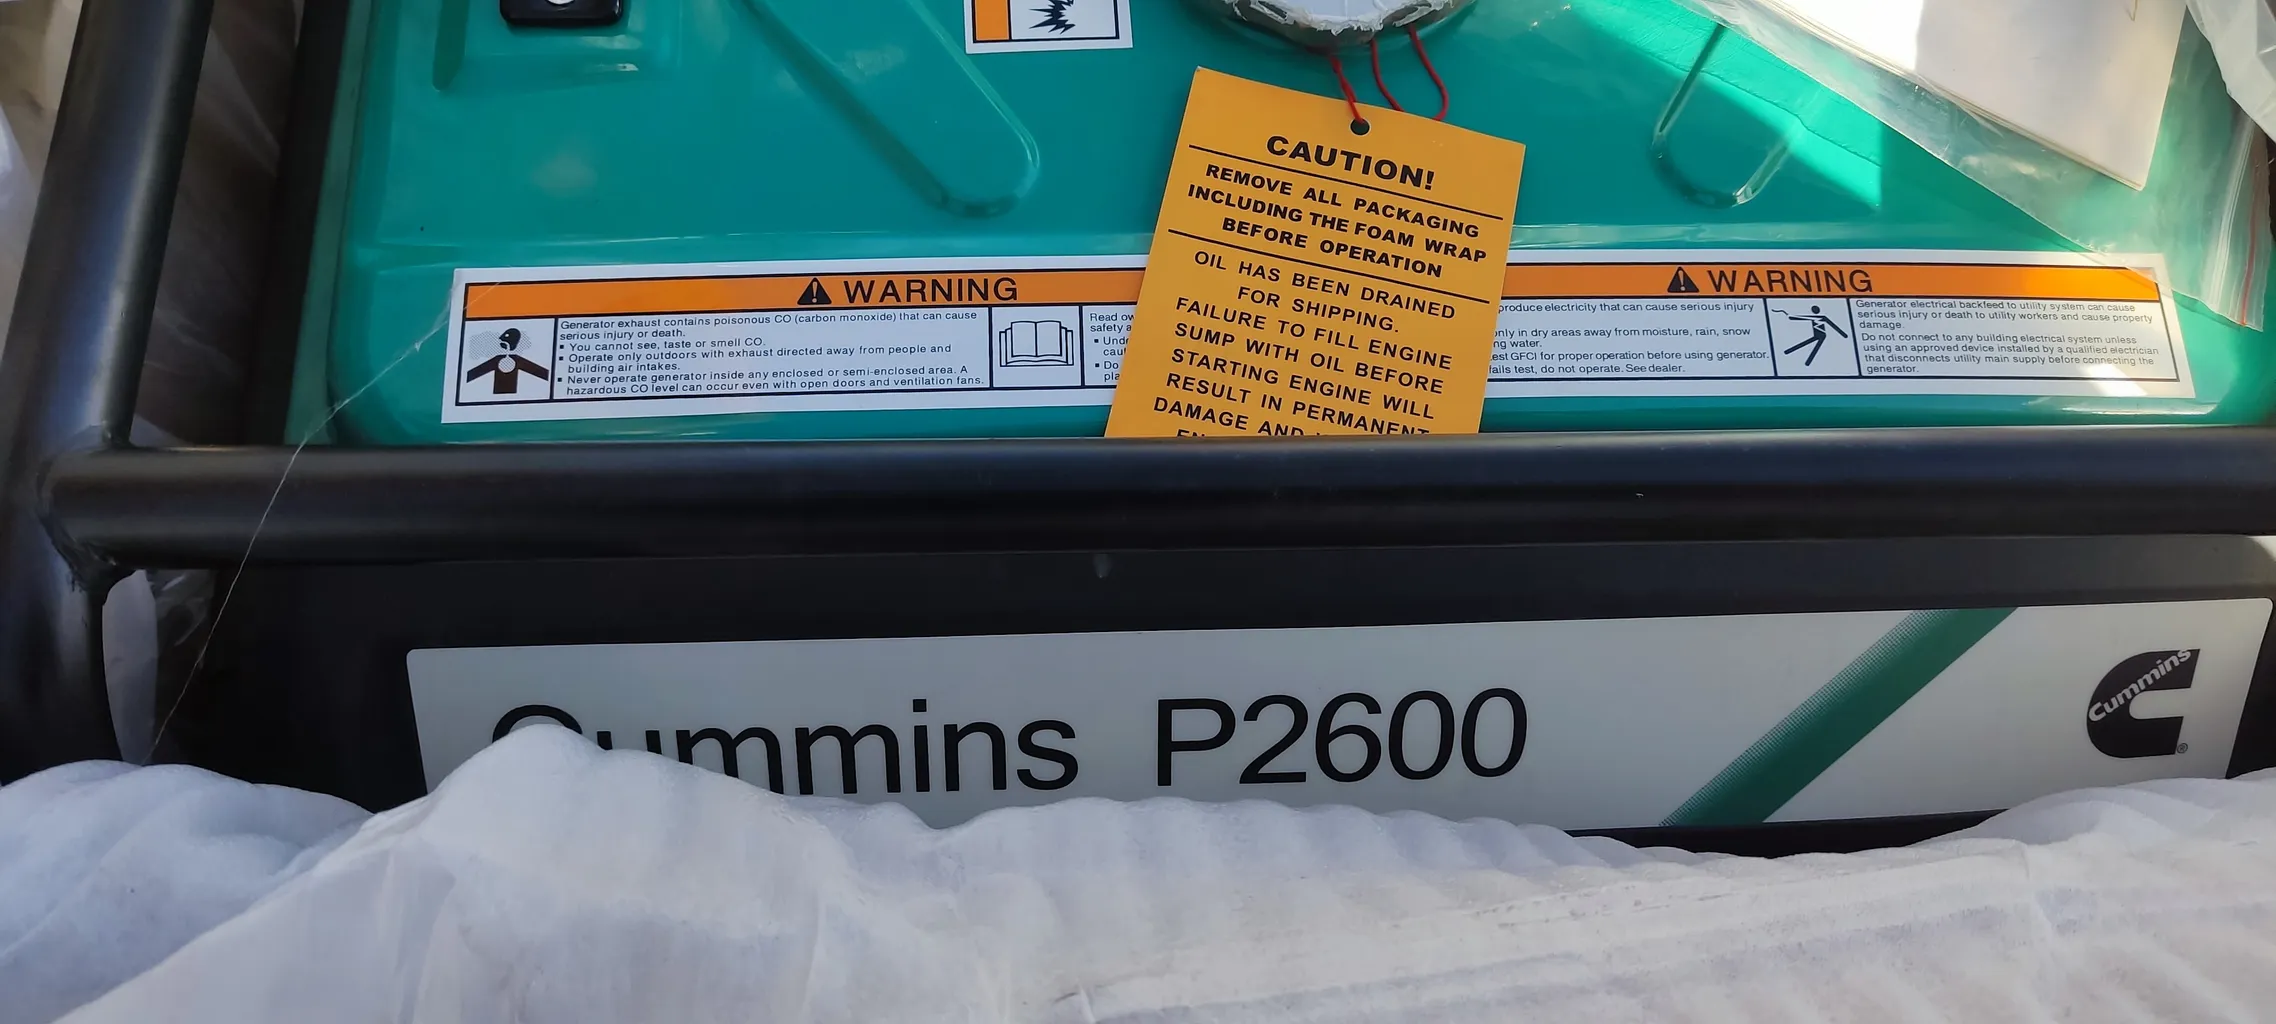 CAUTION!
REMOVE ALL PACKAGING
INCLUDING THE FOAM WRAP
BEFORE OPERATION
OIL HAS BEEN DRAINED
FOR SHIPPING.
FAILURE TO FILL ENGINE
SUMP WITH OIL BEFORE
STARTING ENGINE WILL
RESULT IN PERMANENT
DAMAGE AND
WARNING
Generator exhaust contains poisonous CO (carbon monoxide) that can cause
serious injury or death.
▪ You cannot see, taste or smell CO.
▪ Operate only outdoors with exhaust directed away from people and
building air intakes.
▪ Never operate generator inside any enclosed or semi-enclosed area. A
hazardous CO level can occur even with open doors and ventilation fans.
Read
safety
▪
▪ Do
WARNING
produce electricity that can cause serious injury
only in dry areas away from moisture, rain, snow
water.
GFCI for proper operation before using generator.
test, do not operate. See dealer.
Generator electrical backfeed to utility system can cause
serious injury or death to utility workers and cause property
damage.
Do not connect to any building electrical system unless
using an approved device installed by a qualified electrician
that disconnects utility main supply before connecting the
generator.
Cummins P2600
Cummins
®